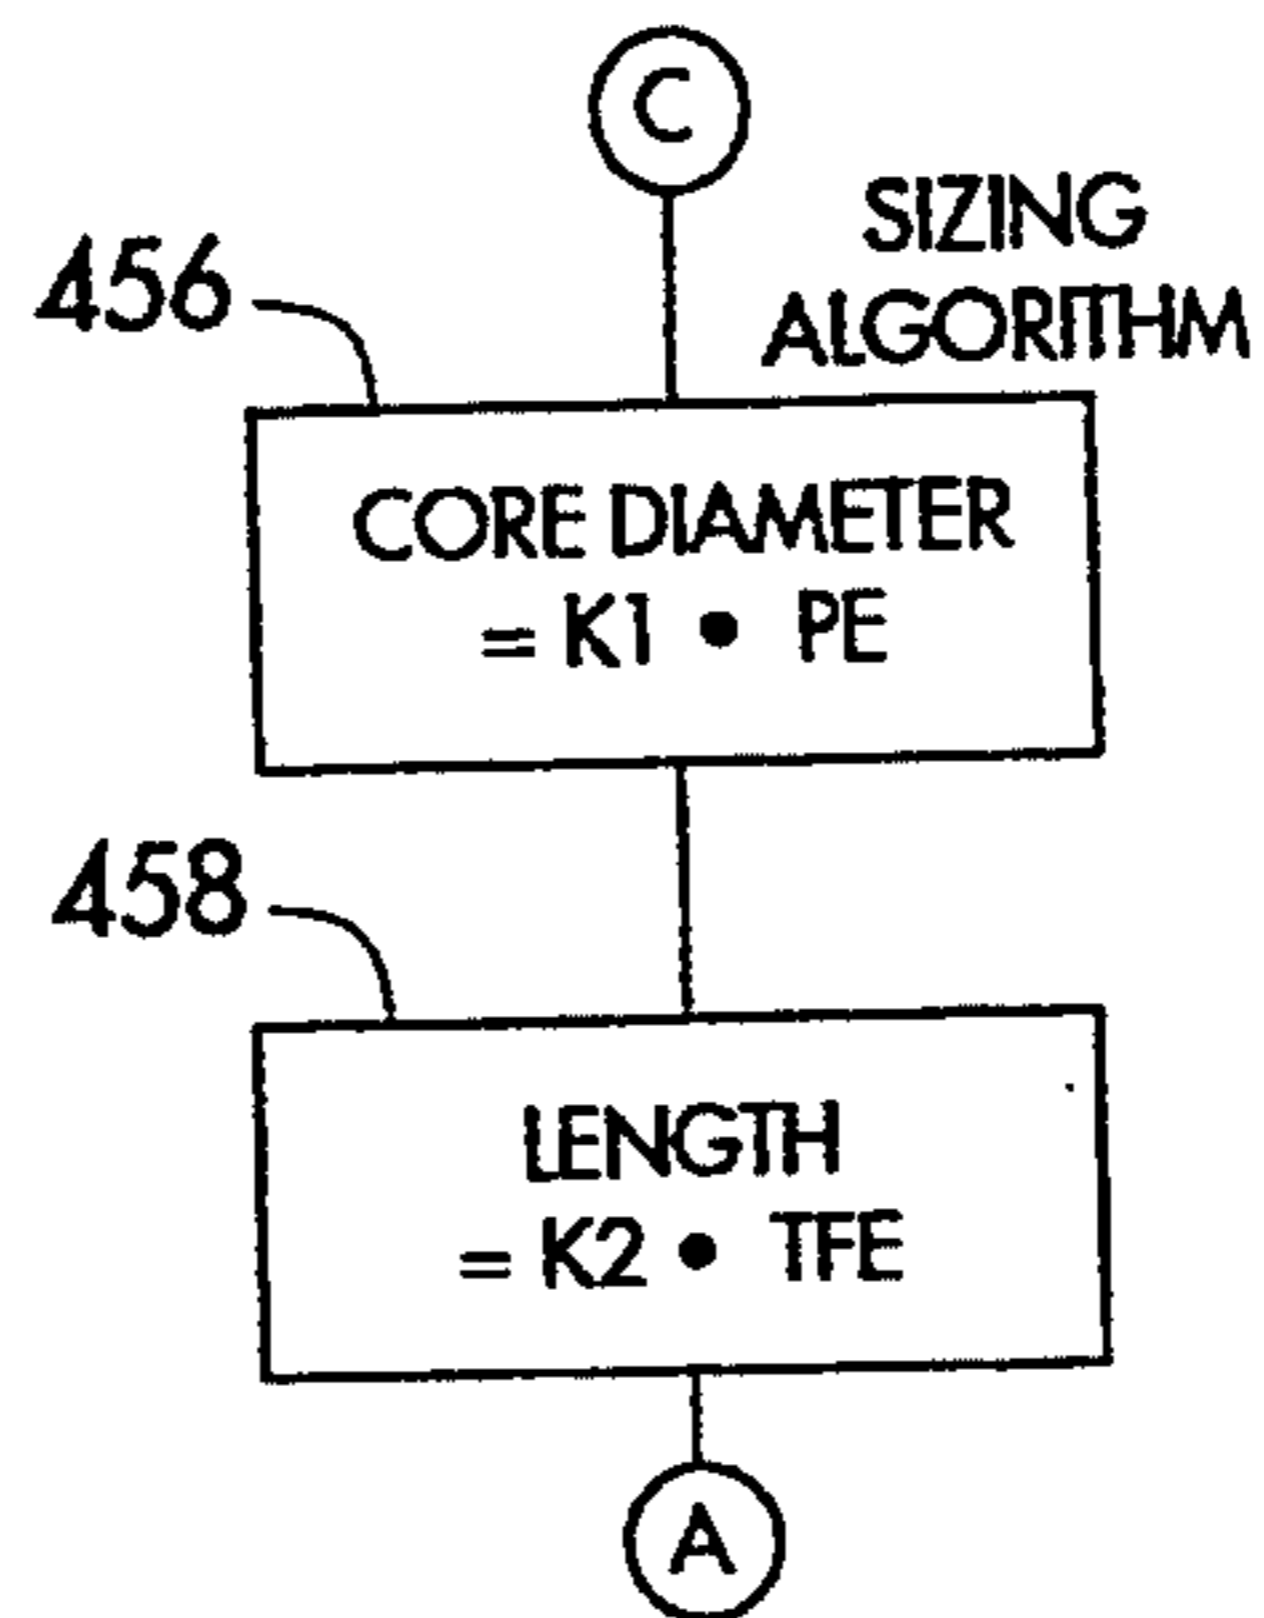 C
SIZING
ALGORITHM
456
CORE DIAMETER
= K1 • PE
458
LENGTH
= K2 • TFE
A